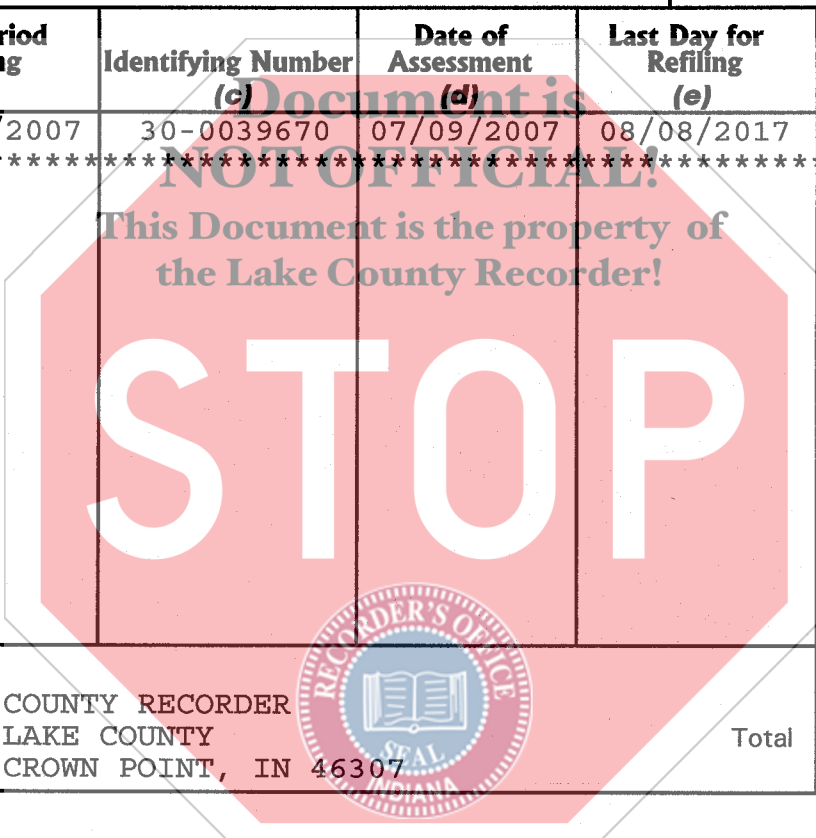 riod
ng
Identifying Number
(c)
Date of
Assessment
(d)
Last Day for
Refiling
(e)
Document is
/2007 30-0039670 07/09/2007 08/08/2017
****************************************************
NOT OFFICIAL!
This Document is the property of
the Lake County Recorder!
STOP
RECORDER'S OFFICE
SEAL
INDIANA
COUNTY RECORDER
LAKE COUNTY
CROWN POINT, IN 46307
Total